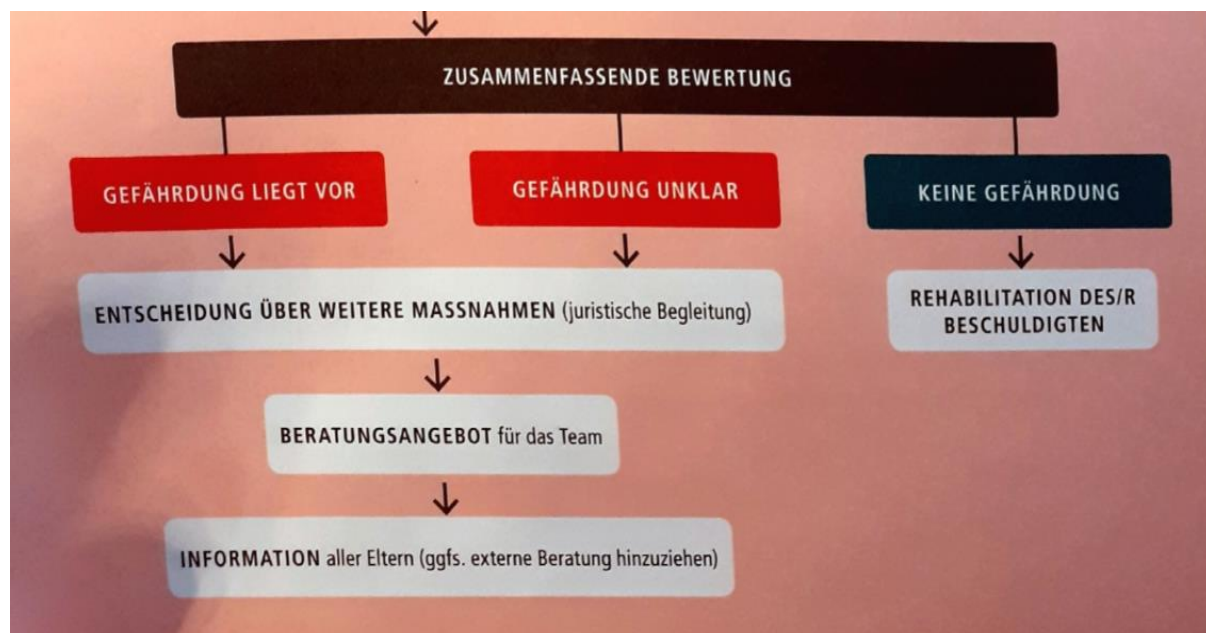 ZUSAMMENFASSENDE BEWERTUNG
GEFÄHRDUNG LIEGT VOR
GEFÄHRDUNG UNKLAR
KEINE GEFÄHRDUNG
ENTSCHEIDUNG ÜBER WEITERE MASSNAHMEN (juristische Begleitung)
REHABILITATION DES/R
BESCHULDIGTEN
BERATUNGSANGEBOT für das Team
INFORMATION aller Eltern (ggfs. externe Beratung hinzuziehen)